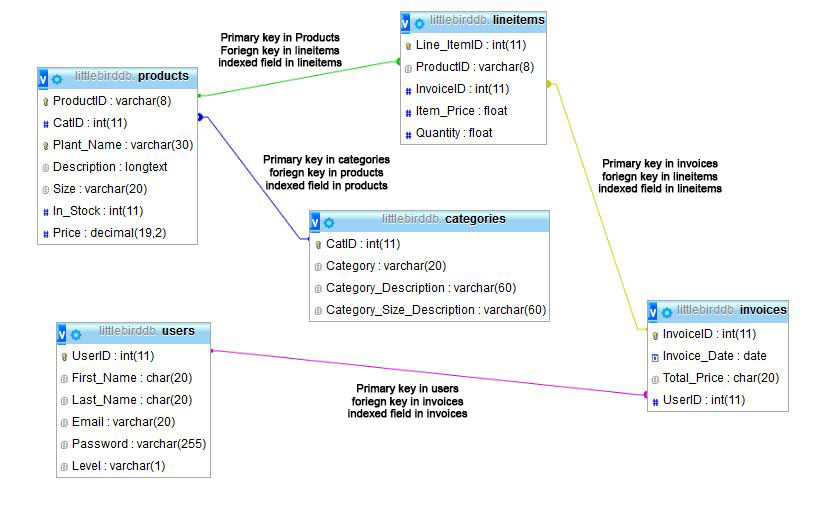 Primary key in Products
Foriegn key in lineitems
indexed field in lineitems
v littlebirddb. lineitems
Line_ItemID : int(11)
ProductID : varchar(8)
# InvoiceID : int(11)
# Item_Price : float
# Quantity : float
v littlebirddb. products
ProductID : varchar(8)
# CatID : int(11)
Plant_Name : varchar(30)
Description : longtext
Size : varchar(20)
# In_Stock : int(11)
# Price : decimal(19,2)
Primary key in categories
foriegn key in products
indexed field in products
Primary key in invoices
foriegn key in lineitems
indexed field in lineitems
v littlebirddb. categories
CatID : int(11)
Category : varchar(20)
Category_Description : varchar(60)
Category_Size_Description : varchar(60)
v littlebirddb. users
UserID : int(11)
First_Name : char(20)
Last_Name : char(20)
Email : varchar(20)
Password : varchar(255)
Level : varchar(1)
Primary key in users
foriegn key in invoices
indexed field in invoices
v littlebirddb. invoices
InvoiceID : int(11)
Invoice_Date : date
Total_Price : char(20)
# UserID : int(11)